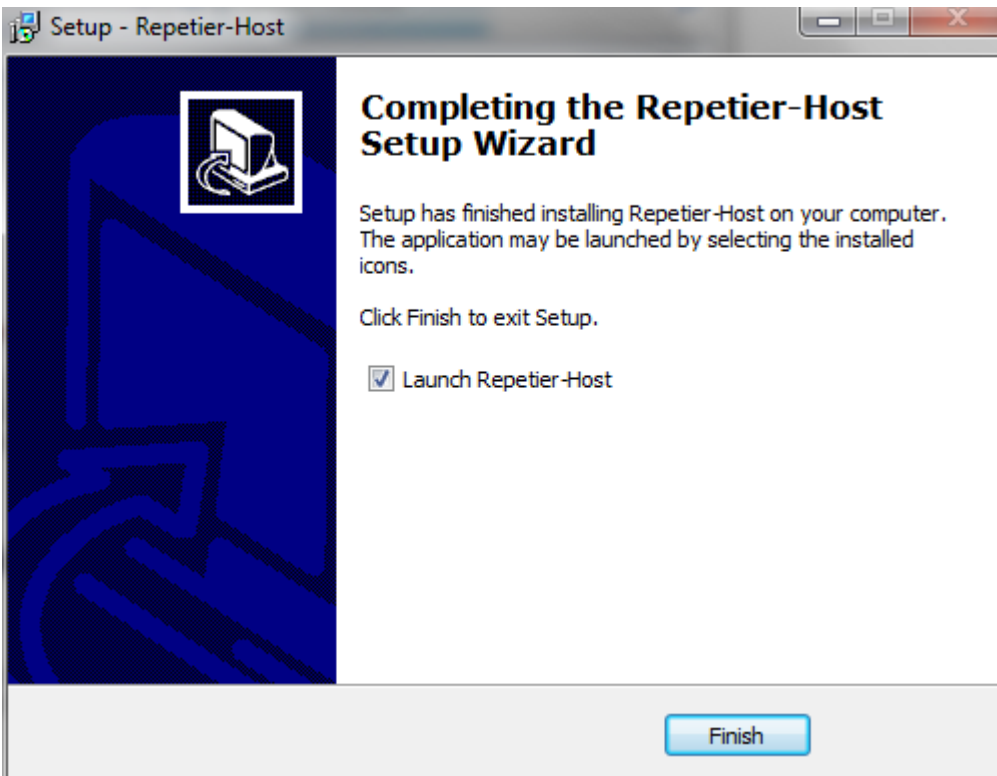 Setup - Repetier-Host
Completing the Repetier-Host
Setup Wizard
Setup has finished installing Repetier-Host on your computer.
The application may be launched by selecting the installed
icons.
Click Finish to exit Setup.
Launch Repetier-Host
Finish